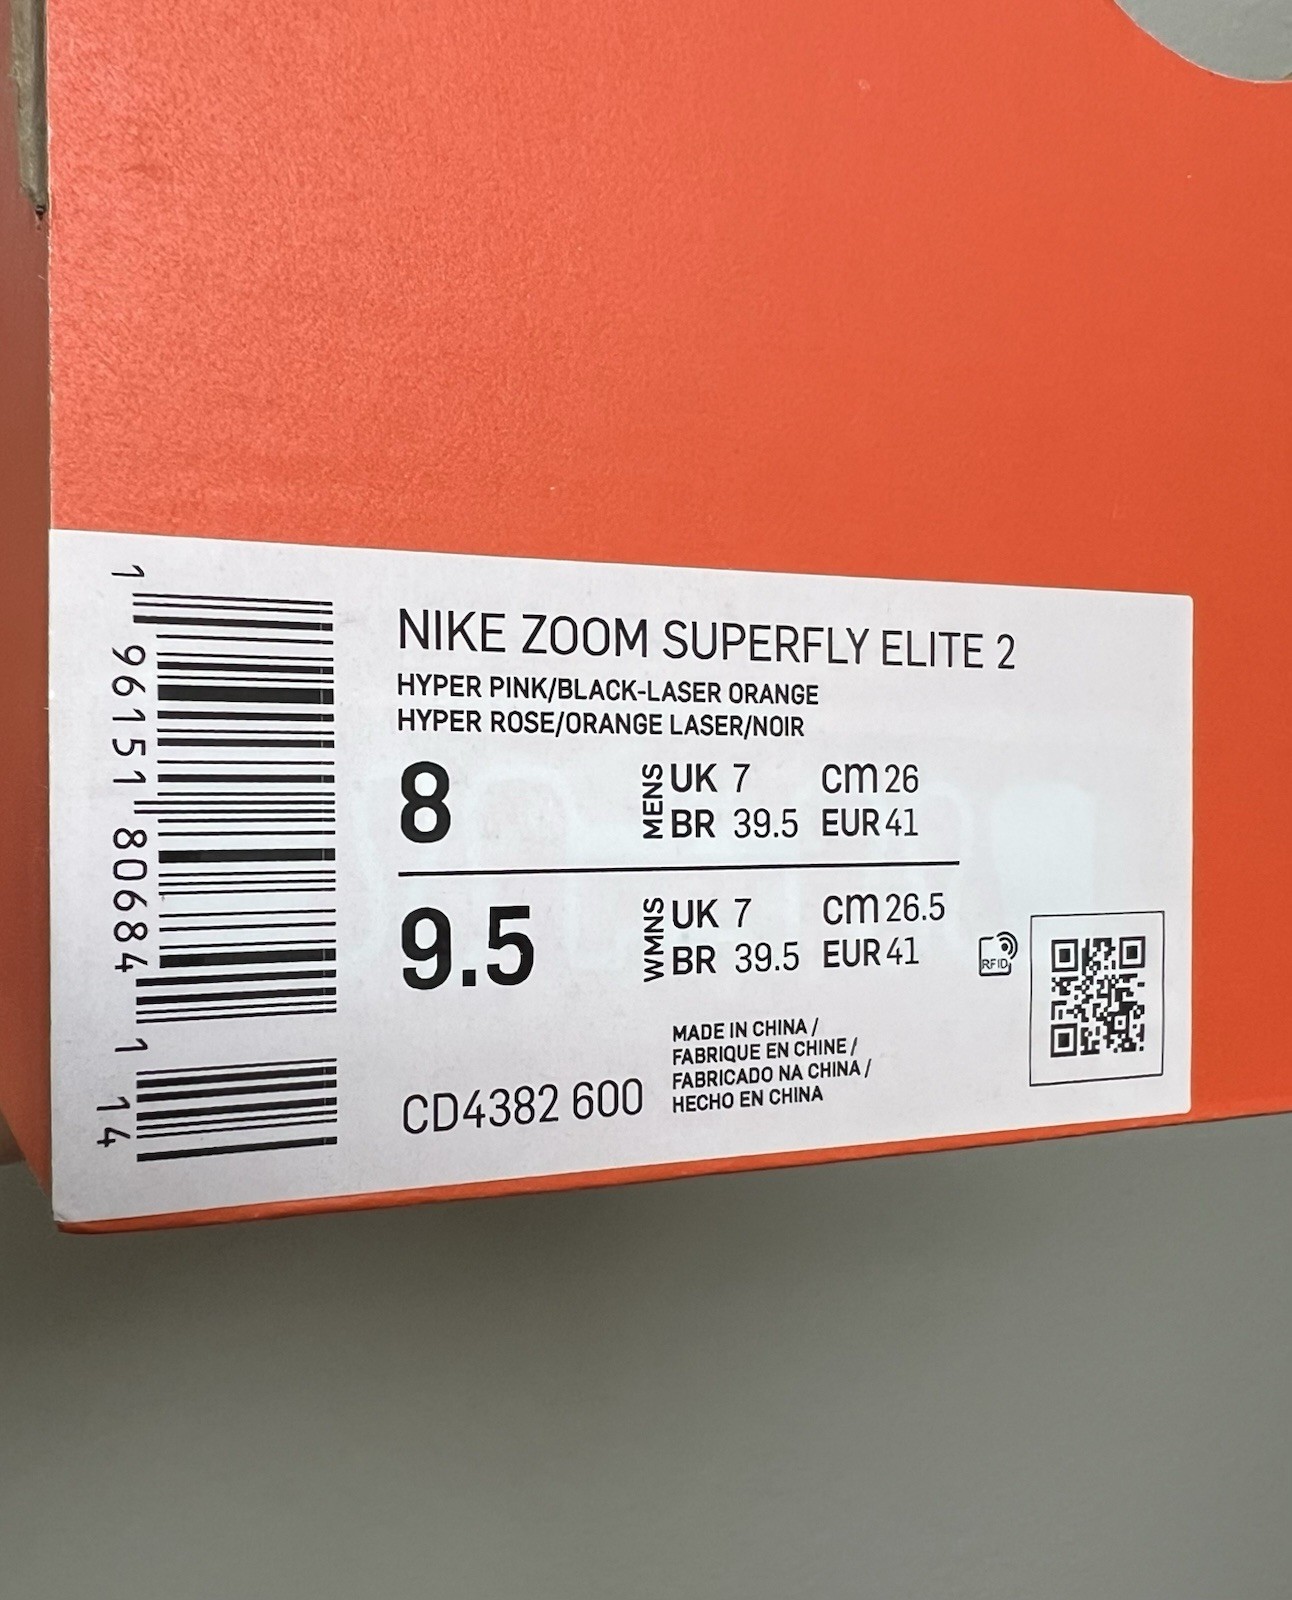 NIKE ZOOM SUPERFLY ELITE 2
HYPER PINK/BLACK-LASER ORANGE
HYPER ROSE/ORANGE LASER/NOIR
8 MENS UK 7 cm 26
BR 39.5 EUR 41
9.5 WMNS UK 7 cm 26.5
BR 39.5 EUR 41
RFID
MADE IN CHINA /
FABRIQUE EN CHINE /
FABRICADO NA CHINA /
HECHO EN CHINA
CD4382 600
1 96151 80684 1 14